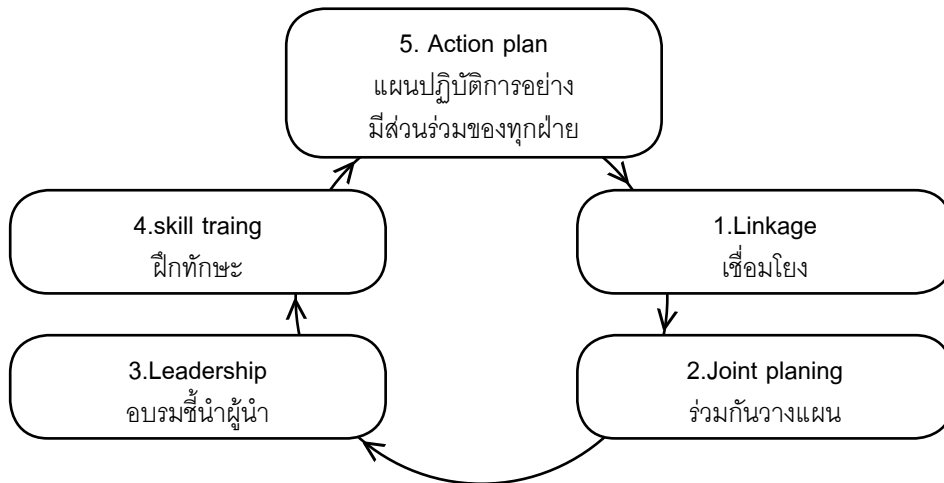 5. Action plan
แผนปฏิบัติการอย่าง
มีส่วนร่วมของทุกฝ่าย
4.skill traing
ฝึกทักษะ
1.Linkage
เชื่อมโยง
3.Leadership
อบรมชี้นำผู้นำ
2.Joint planing
ร่วมกันวางแผน